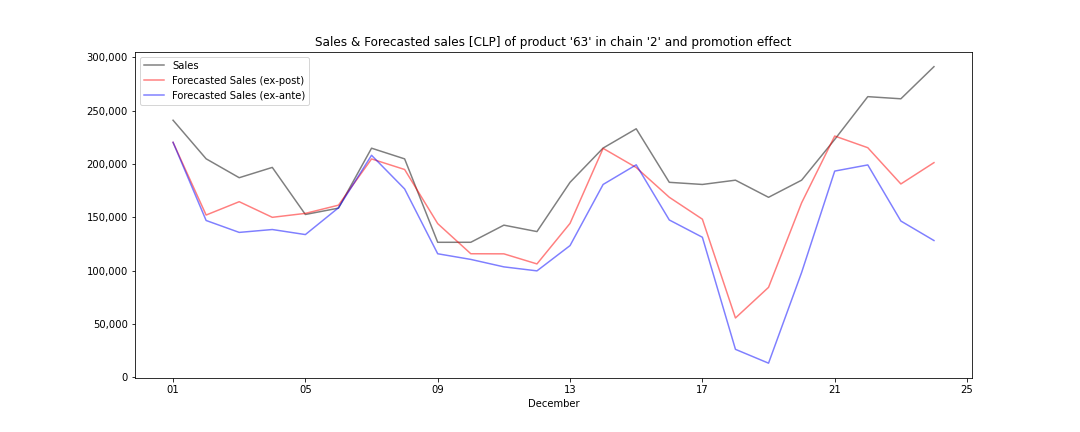 Sales & Forecasted sales [CLP] of product '63' in chain '2' and promotion effect
300,000
250,000
200,000
150,000
100,000
50,000
0
Sales
Forecasted Sales (ex-post)
Forecasted Sales (ex-ante)
01 05 09 13 17 21 25
December